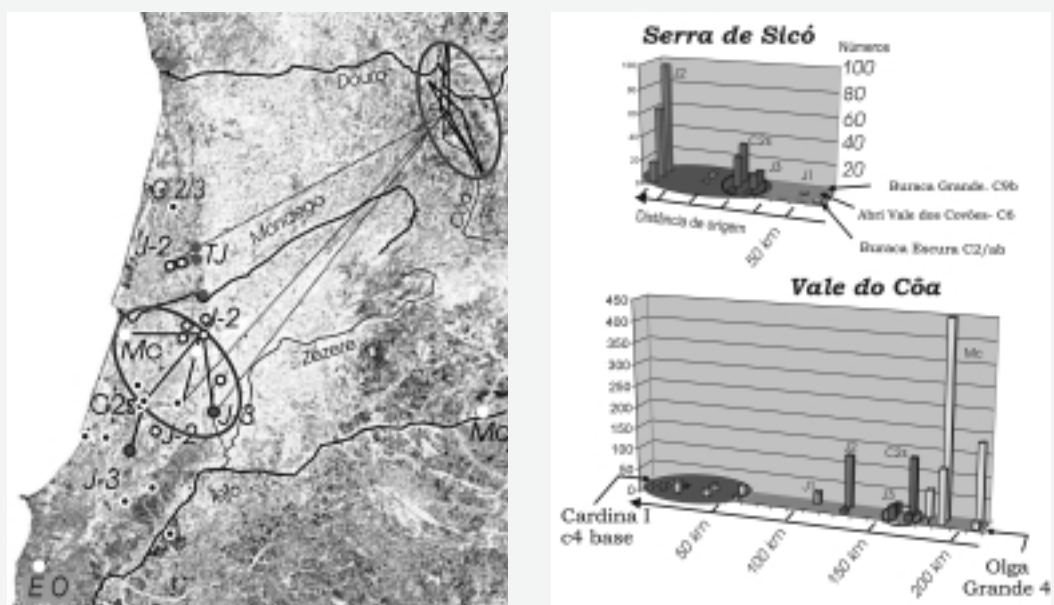 Douro
Côa
C 2/3
Mondego
J-2
TJ
J-2
Mc
Zêzere
C2s
J-3
Mc
J-2
J-3
Tejo
E O
Serra de Sicó
Números
100
80
60
40
20
J2
C2s
J3
J1
Buraca Grande. C9b
Abri Vale dos Covões- C6
Buraca Escura C2/ab
Distância de origem
50 km
Vale do Côa
450
400
350
300
250
200
150
100
50
0
Mc
J2
C2s
J1
J3
Cardina I
c4 base
50 km
100 km
150 km
200 km
Olga
Grande 4